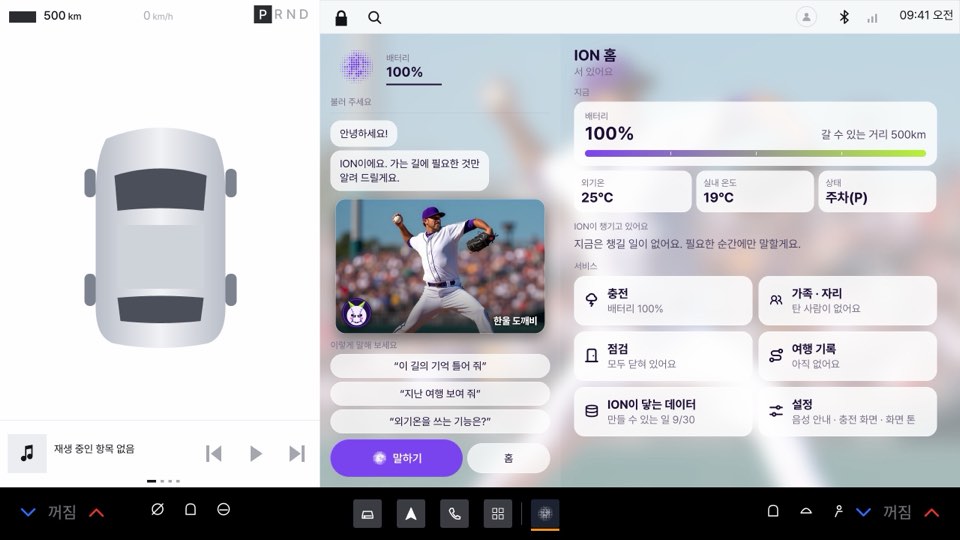 500 km
0 km/h
P R N D
09:41 오전
배터리
100%
불러 주세요
안녕하세요!
ION이에요. 가는 길에 필요한 것만
알려 드릴게요.
한울 도깨비
이렇게 말해 보세요
“이 길의 기억 틀어 줘”
“지난 여행 보여 줘”
“외기온을 쓰는 기능은?”
말하기
홈
ION 홈
서 있어요
지금
배터리
100%
갈 수 있는 거리 500km
외기온
25°C
실내 온도
19°C
상태
주차(P)
ION이 챙기고 있어요
지금은 챙길 일이 없어요. 필요한 순간에만 말할게요.
서비스
충전
배터리 100%
가족 · 자리
탄 사람이 없어요
점검
모두 닫혀 있어요
여행 기록
아직 없어요
ION이 닿는 데이터
만들 수 있는 일 9/30
설정
음성 안내 · 충전 화면 · 화면 톤
재생 중인 항목 없음
꺼짐
꺼짐